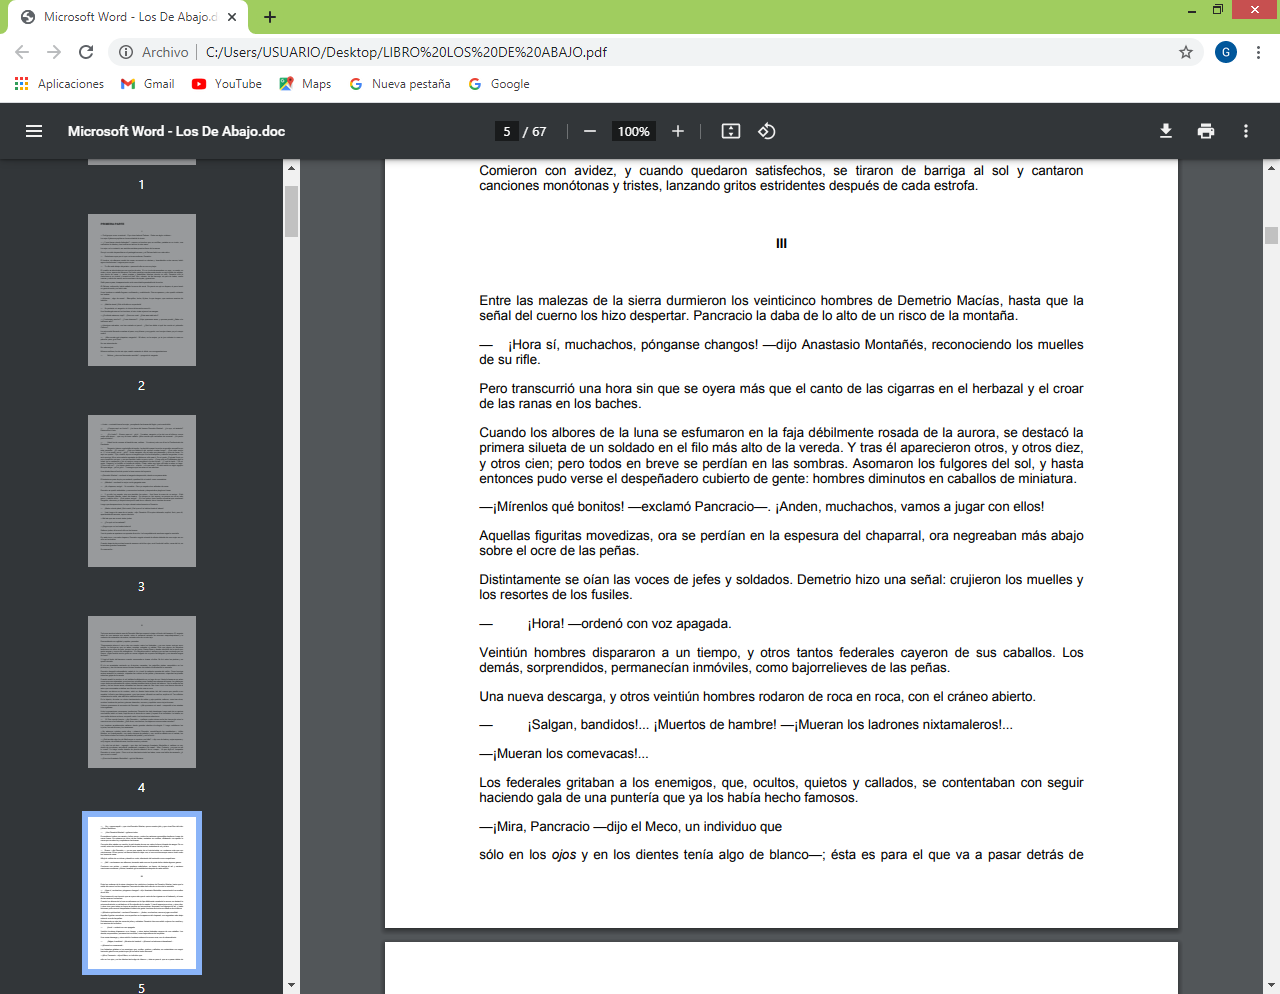 Microsoft Word - Los De Abajo.d
Archivo C:/Users/USUARIO/Desktop/LIBRO%20LOS%20DE%20ABAJO.pdf
G
Aplicaciones Gmail YouTube Maps Nueva pestaña Google
Microsoft Word - Los De Abajo.doc
5 / 67
100%
1
2
3
4
5
Comieron con avidez, y cuando quedaron satisfechos, se tiraron de barriga al sol y cantaron
canciones monótonas y tristes, lanzando gritos estridentes después de cada estrofa.
III
Entre las malezas de la sierra durmieron los veinticinco hombres de Demetrio Macías, hasta que la
señal del cuerno los hizo despertar. Pancracio la daba de lo alto de un risco de la montaña.
— ¡Hora sí, muchachos, pónganse changos! —dijo Anastasio Montañés, reconociendo los muelles
de su rifle.
Pero transcurrió una hora sin que se oyera más que el canto de las cigarras en el herbazal y el croar
de las ranas en los baches.
Cuando los albores de la luna se esfumaron en la faja débilmente rosada de la aurora, se destacó la
primera silueta de un soldado en el filo más alto de la vereda. Y tras él aparecieron otros, y otros diez,
y otros cien; pero todos en breve se perdían en las sombras. Asomaron los fulgores del sol, y hasta
entonces pudo verse el despeñadero cubierto de gente: hombres diminutos en caballos de miniatura.
—¡Mírenlos qué bonitos! —exclamó Pancracio—. ¡Anden, muchachos, vamos a jugar con ellos!
Aquellas figuritas movedizas, ora se perdían en la espesura del chaparral, ora negreaban más abajo
sobre el ocre de las peñas.
Distintamente se oían las voces de jefes y soldados. Demetrio hizo una señal: crujieron los muelles y
los resortes de los fusiles.
— ¡Hora! —ordenó con voz apagada.
Veintiún hombres dispararon a un tiempo, y otros tantos federales cayeron de sus caballos. Los
demás, sorprendidos, permanecían inmóviles, como bajorrelieves de las peñas.
Una nueva descarga, y otros veintiún hombres rodaron de roca en roca, con el cráneo abierto.
— ¡Salgan, bandidos!... ¡Muertos de hambre! —¡Mueran los ladrones nixtamaleros!...
—¡Mueran los comevacas!...
Los federales gritaban a los enemigos, que, ocultos, quietos y callados, se contentaban con seguir
haciendo gala de una puntería que ya los había hecho famosos.
—¡Mira, Pancracio —dijo el Meco, un individuo que
sólo en los ojos y en los dientes tenía algo de blanco—; ésta es para el que va a pasar detrás de